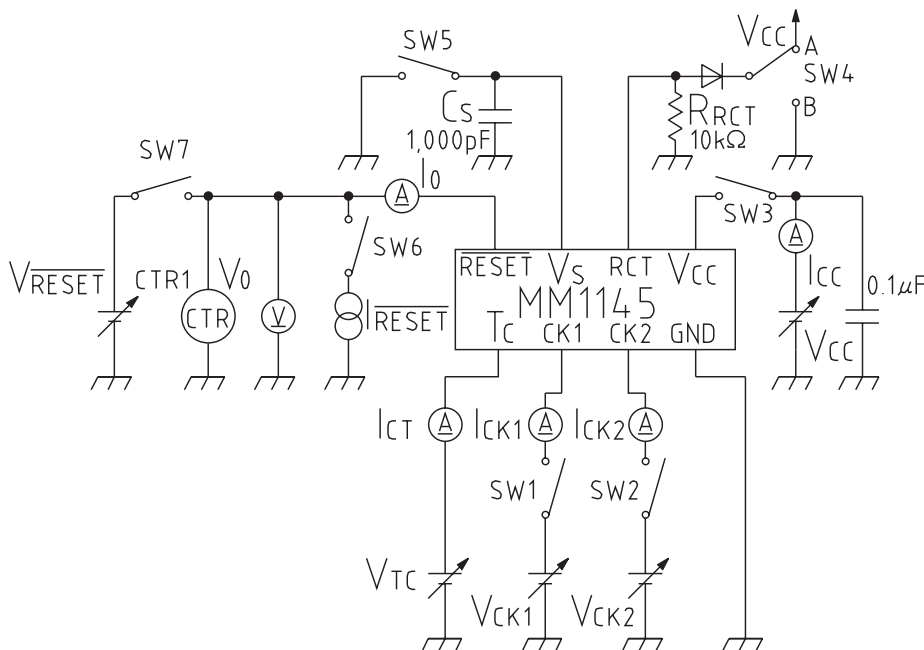 SW5
VCC
A
SW4
B
CS
1,000pF
RRCT
10kΩ
SW7
I0
A
SW3
A
ICC
SW6
VRESET
CTR1
V0
CTR
V
IRESET
RESET VS RCT VCC
MM1145
TC CK1 CK2 GND
0.1μF
VCC
ICT
A
ICK1
A
ICK2
A
SW1
SW2
VTC
VCK1
VCK2